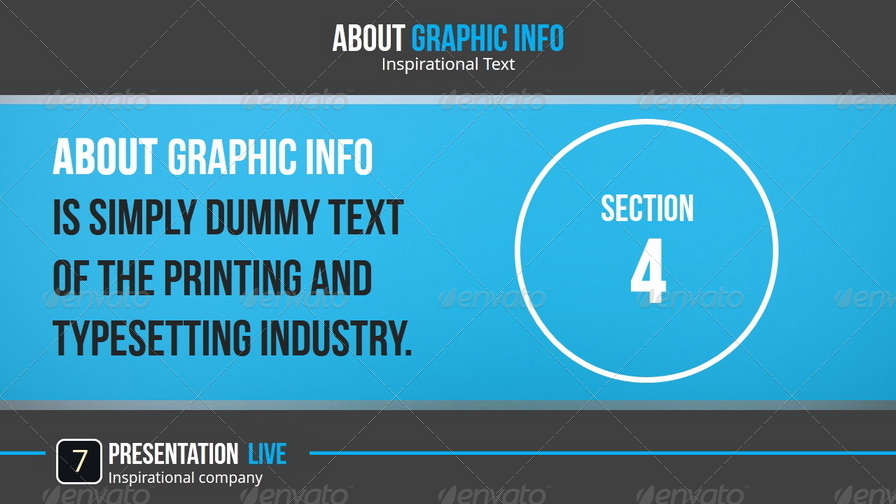 ABOUT GRAPHIC INFO
Inspirational Text
ABOUT GRAPHIC INFO
IS SIMPLY DUMMY TEXT
OF THE PRINTING AND
TYPESETTING INDUSTRY.
SECTION
4
7
PRESENTATION LIVE
Inspirational company
envato